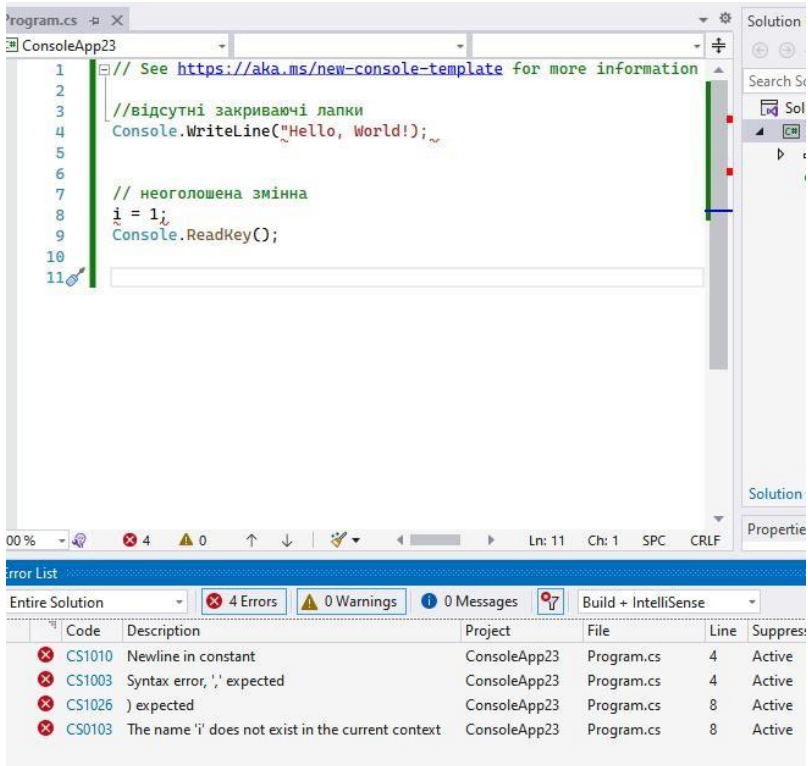 Program.cs
Solution
C# ConsoleApp23
Search So
1 // See https://aka.ms/new-console-template for more information
2
3 //відсутні закриваючі лапки
4 Console.WriteLine("Hello, World!);
5
6
7 // неоголошена змінна
8 i = 1;
9 Console.ReadKey();
10
11
Sol
C#
Solution
Propertie
00 % 4 0 Ln: 11 Ch: 1 SPC CRLF
Error List
Entire Solution 4 Errors 0 Warnings 0 Messages Build + IntelliSense
Code Description Project File Line Suppress
CS1010 Newline in constant ConsoleApp23 Program.cs 4 Active
CS1003 Syntax error, ',' expected ConsoleApp23 Program.cs 4 Active
CS1026 ) expected ConsoleApp23 Program.cs 8 Active
CS0103 The name 'i' does not exist in the current context ConsoleApp23 Program.cs 8 Active